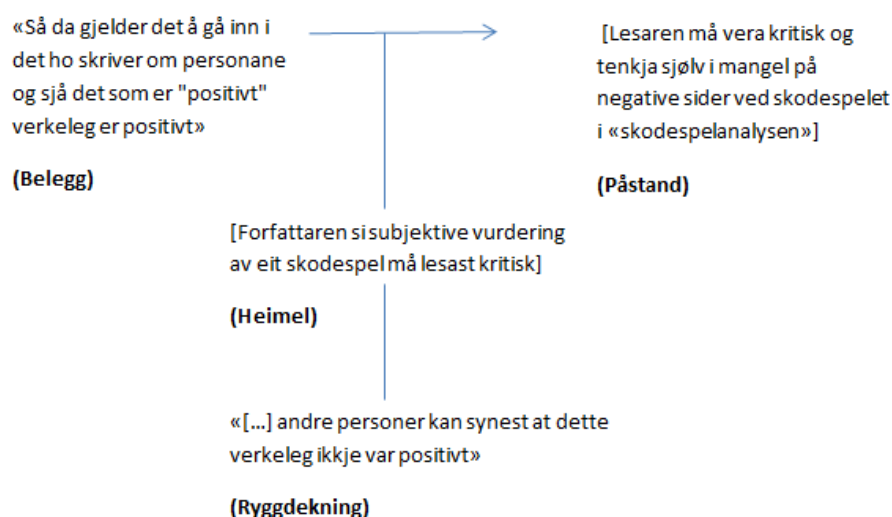 «Så da gjelder det å gå inn i
det ho skriver om personane
og sjå det som er "positivt"
verkeleg er positivt»
(Belegg)
[Lesaren må vera kritisk og
tenkja sjølv i mangel på
negative sider ved skodespelet
i «skodespelanalysen»]
(Påstand)
[Forfattaren si subjektive vurdering
av eit skodespel må lesast kritisk]
(Heimel)
«[...] andre personer kan synest at dette
verkeleg ikkje var positivt»
(Ryggdekning)